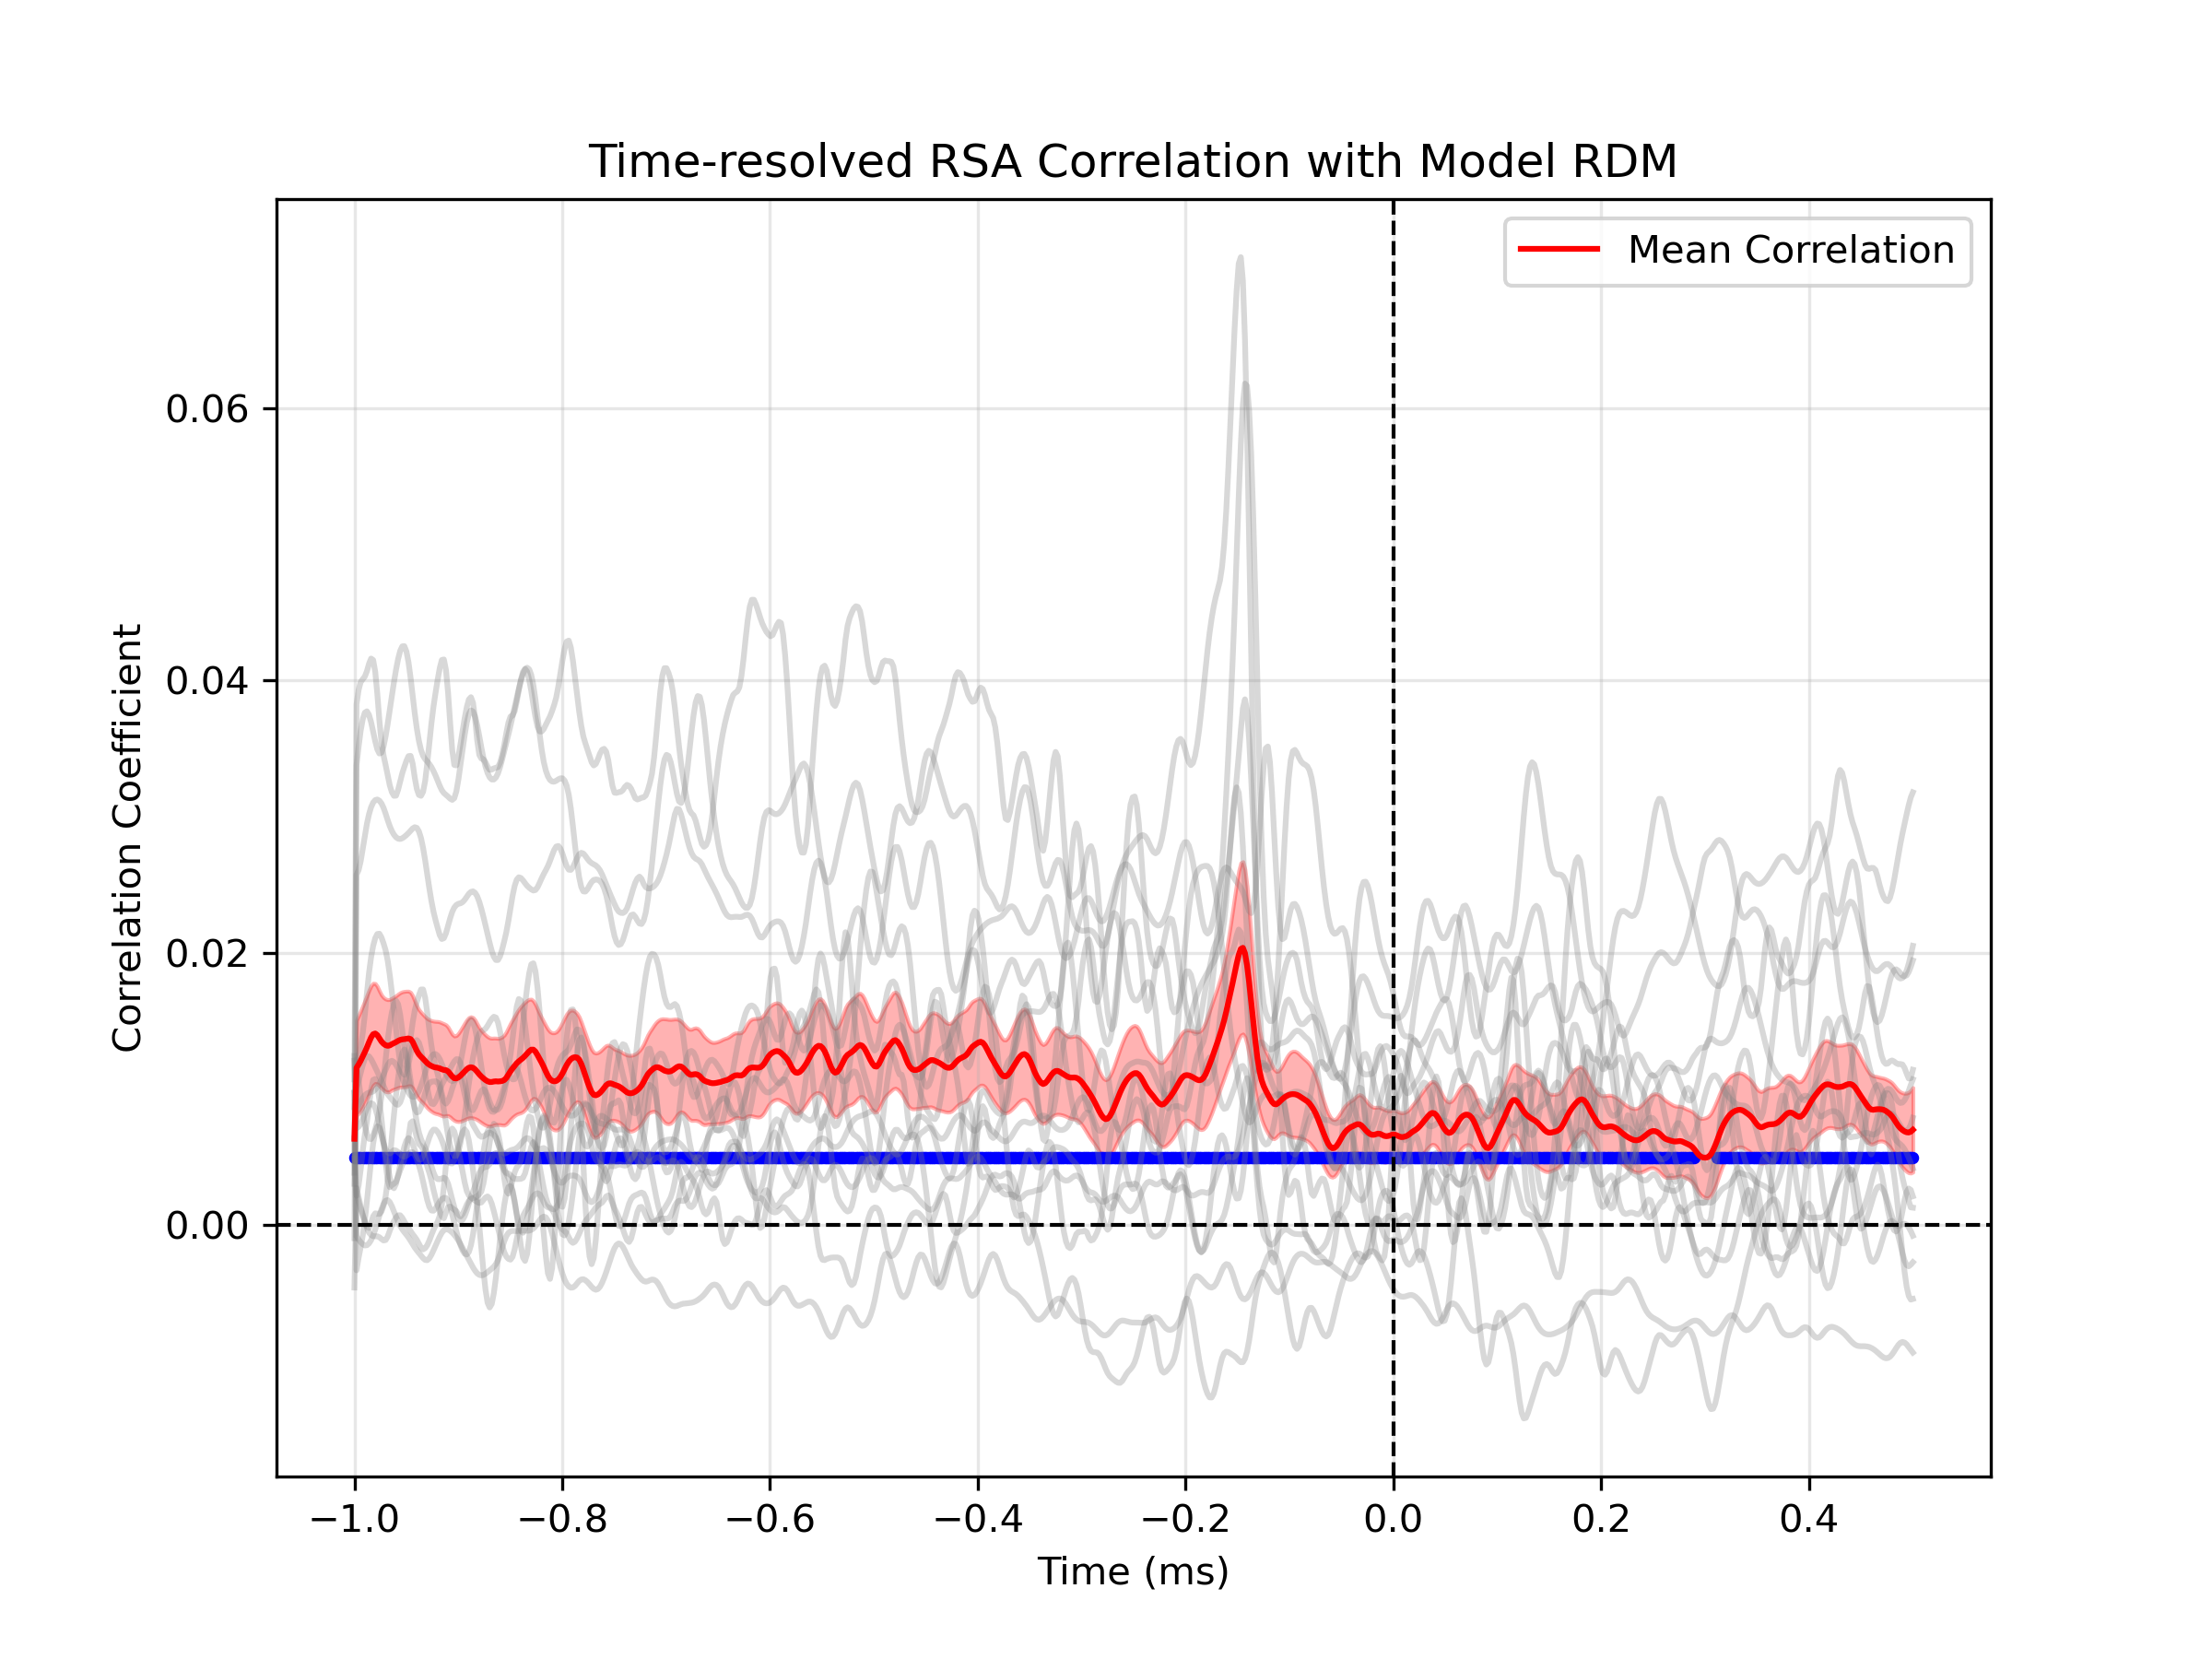 Time-resolved RSA Correlation with Model RDM
Mean Correlation
Correlation Coefficient
0.06
0.04
0.02
0.00
−1.0 −0.8 −0.6 −0.4 −0.2 0.0 0.2 0.4
Time (ms)